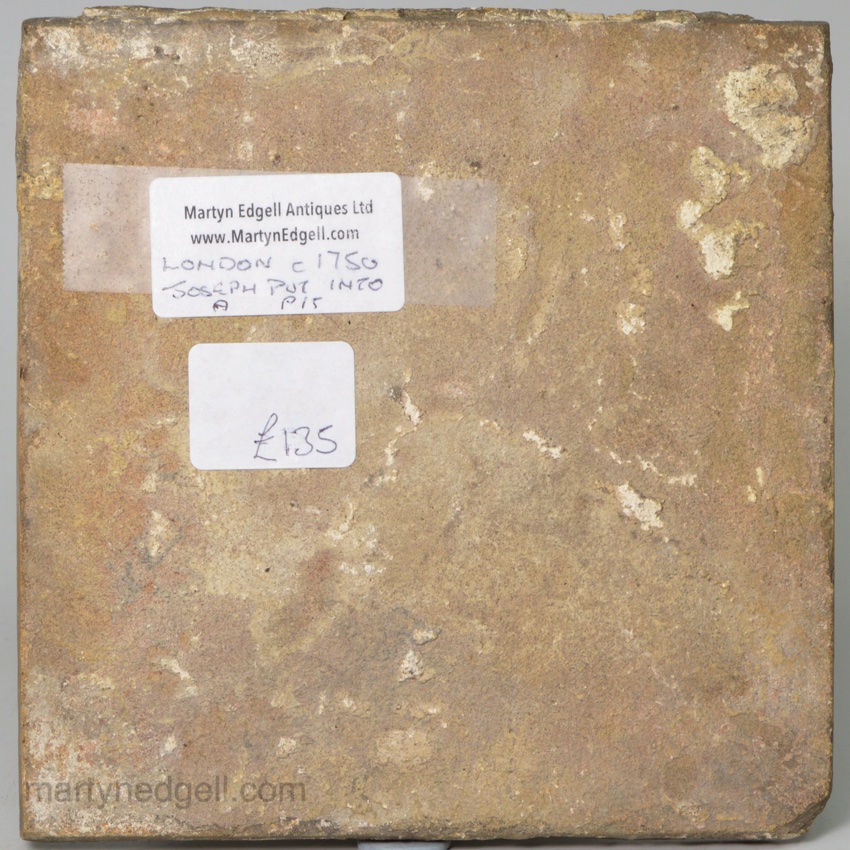 Martyn Edgell Antiques Ltd
www.MartynEdgell.com
LONDON c1750
JOSEPH PUT INTO
A PIT
£135
martynedgell.com